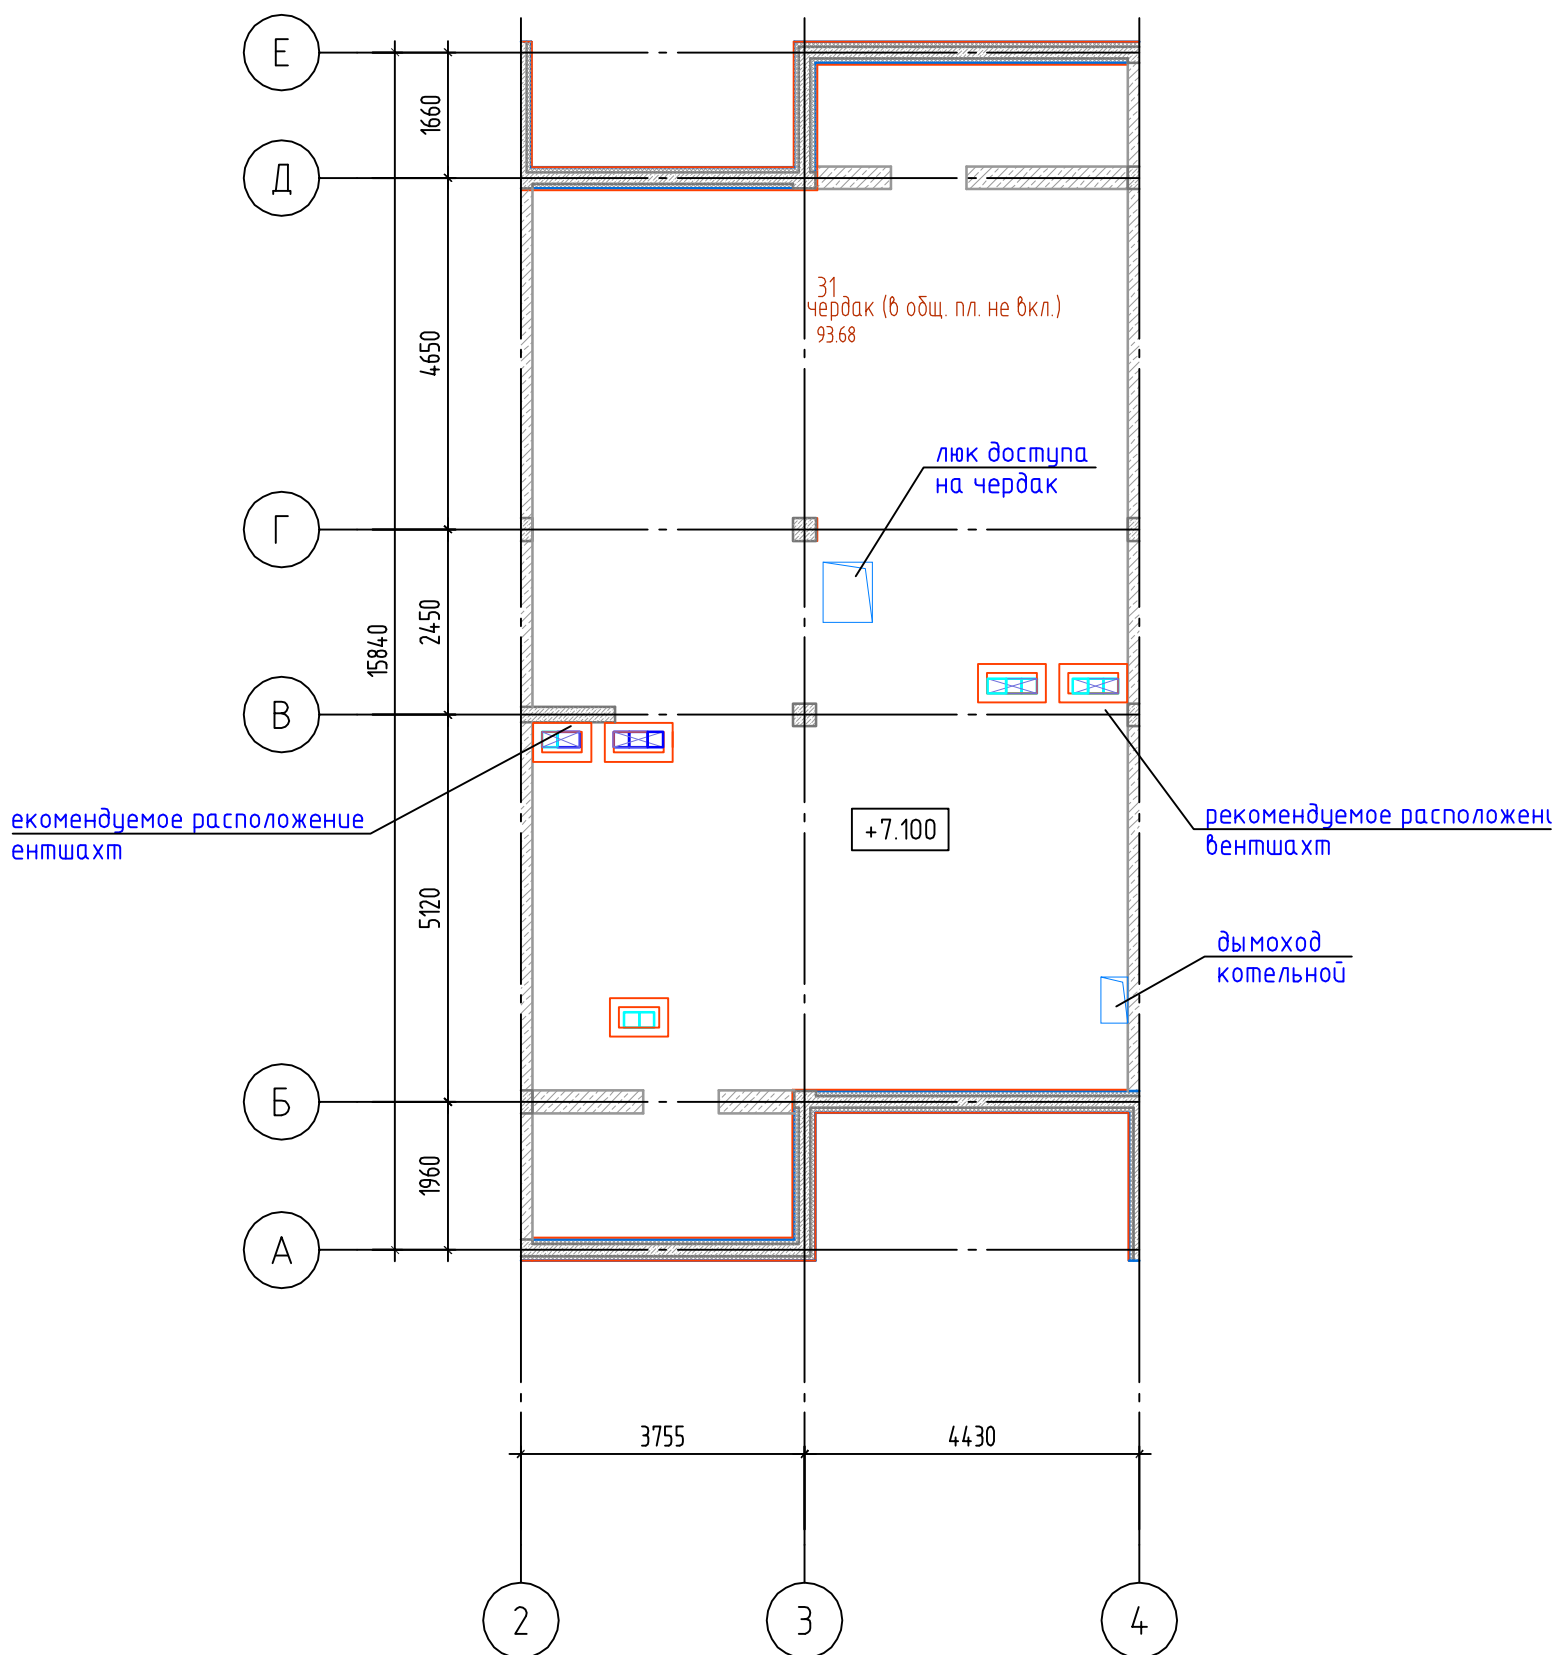 Е
1660
Д
31
чердак (в общ. пл. не вкл.)
93.68
4650
люк доступа
на чердак
Г
2450
15840
В
екомендуемое расположение
ентшахт
+7.100
рекомендуемое расположени
вентшахт
5120
дымоход
котельной
Б
1960
А
3755
4430
2
3
4